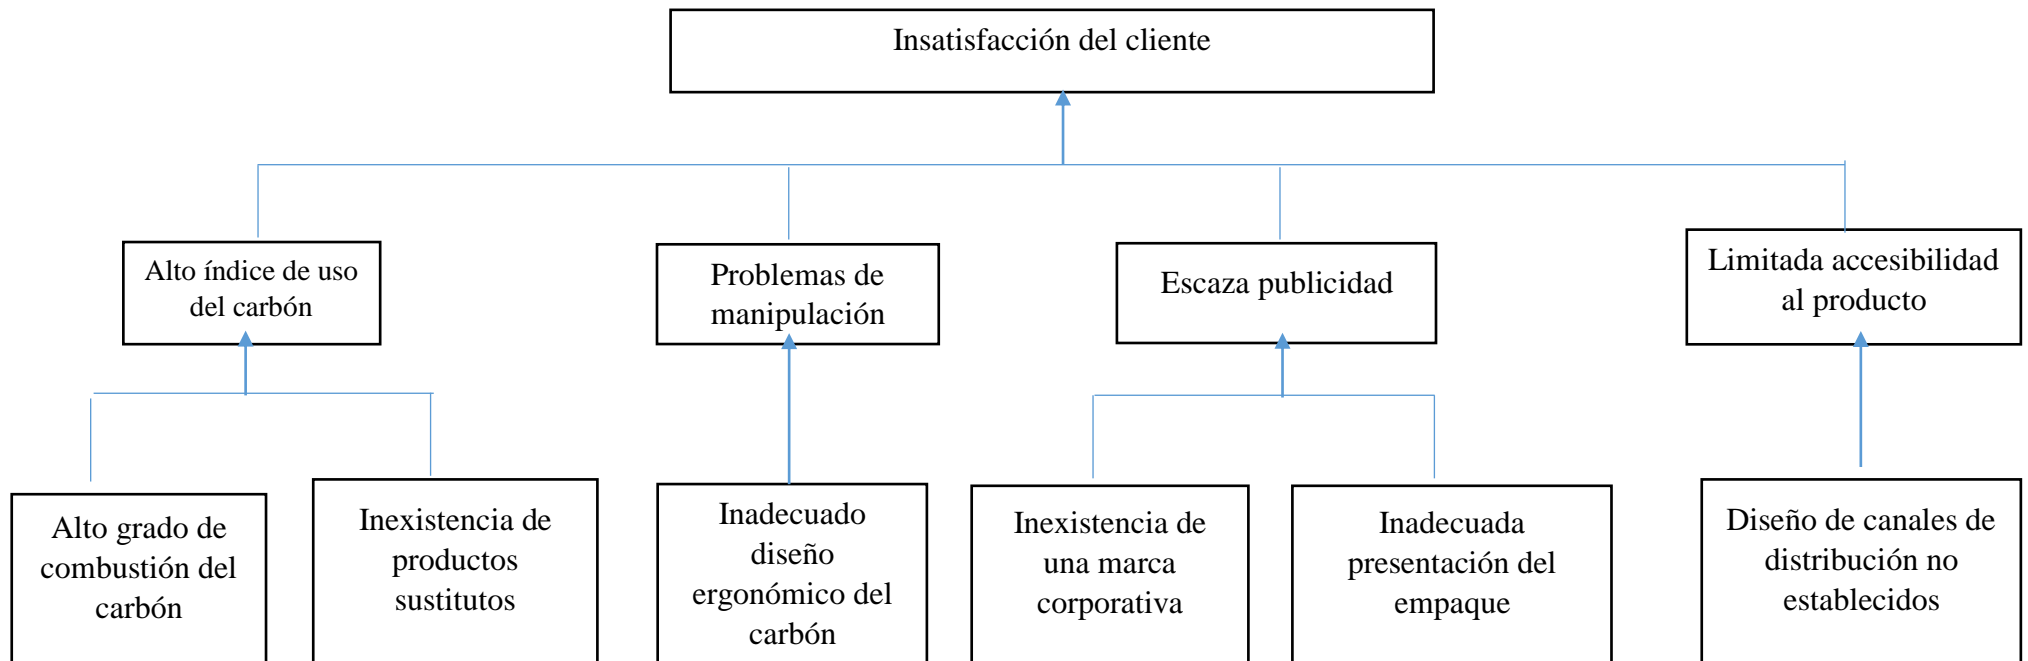 Insatisfacción del cliente
Alto índice de uso
del carbón
Problemas de
manipulación
Escaza publicidad
Limitada accesibilidad
al producto
Alto grado de
combustión del
carbón
Inexistencia de
productos
sustitutos
Inadecuado
diseño
ergonómico del
carbón
Inexistencia de
una marca
corporativa
Inadecuada
presentación del
empaque
Diseño de canales de
distribución no
establecidos